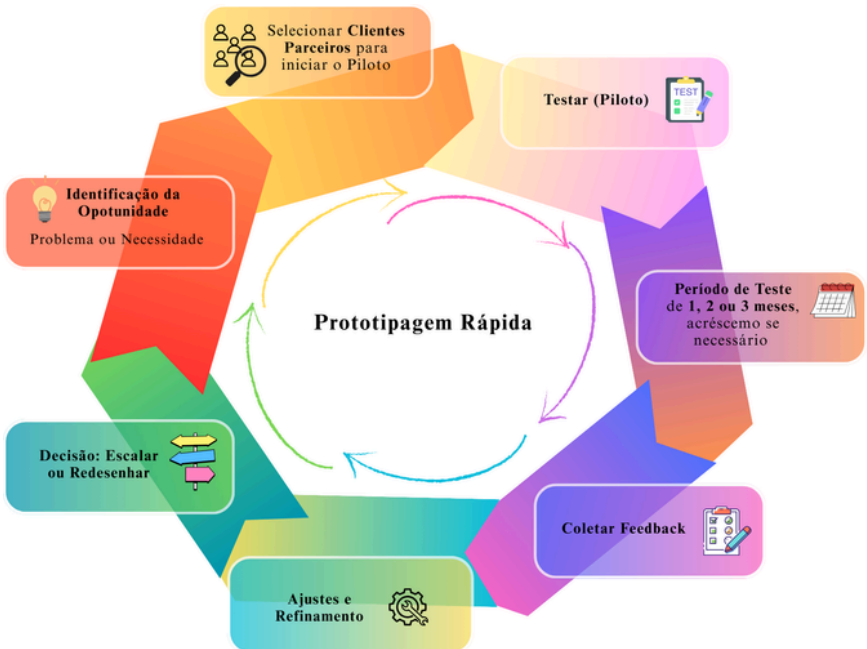 Selecionar Clientes
Parceiros para
iniciar o Piloto
Testar (Piloto)
TEST
Identificação da
Opotunidade
Problema ou Necessidade
Período de Teste
de 1, 2 ou 3 meses,
acréscemo se
necessário
Prototipagem Rápida
Decisão: Escalar
ou Redesenhar
Coletar Feedback
Ajustes e
Refinamento